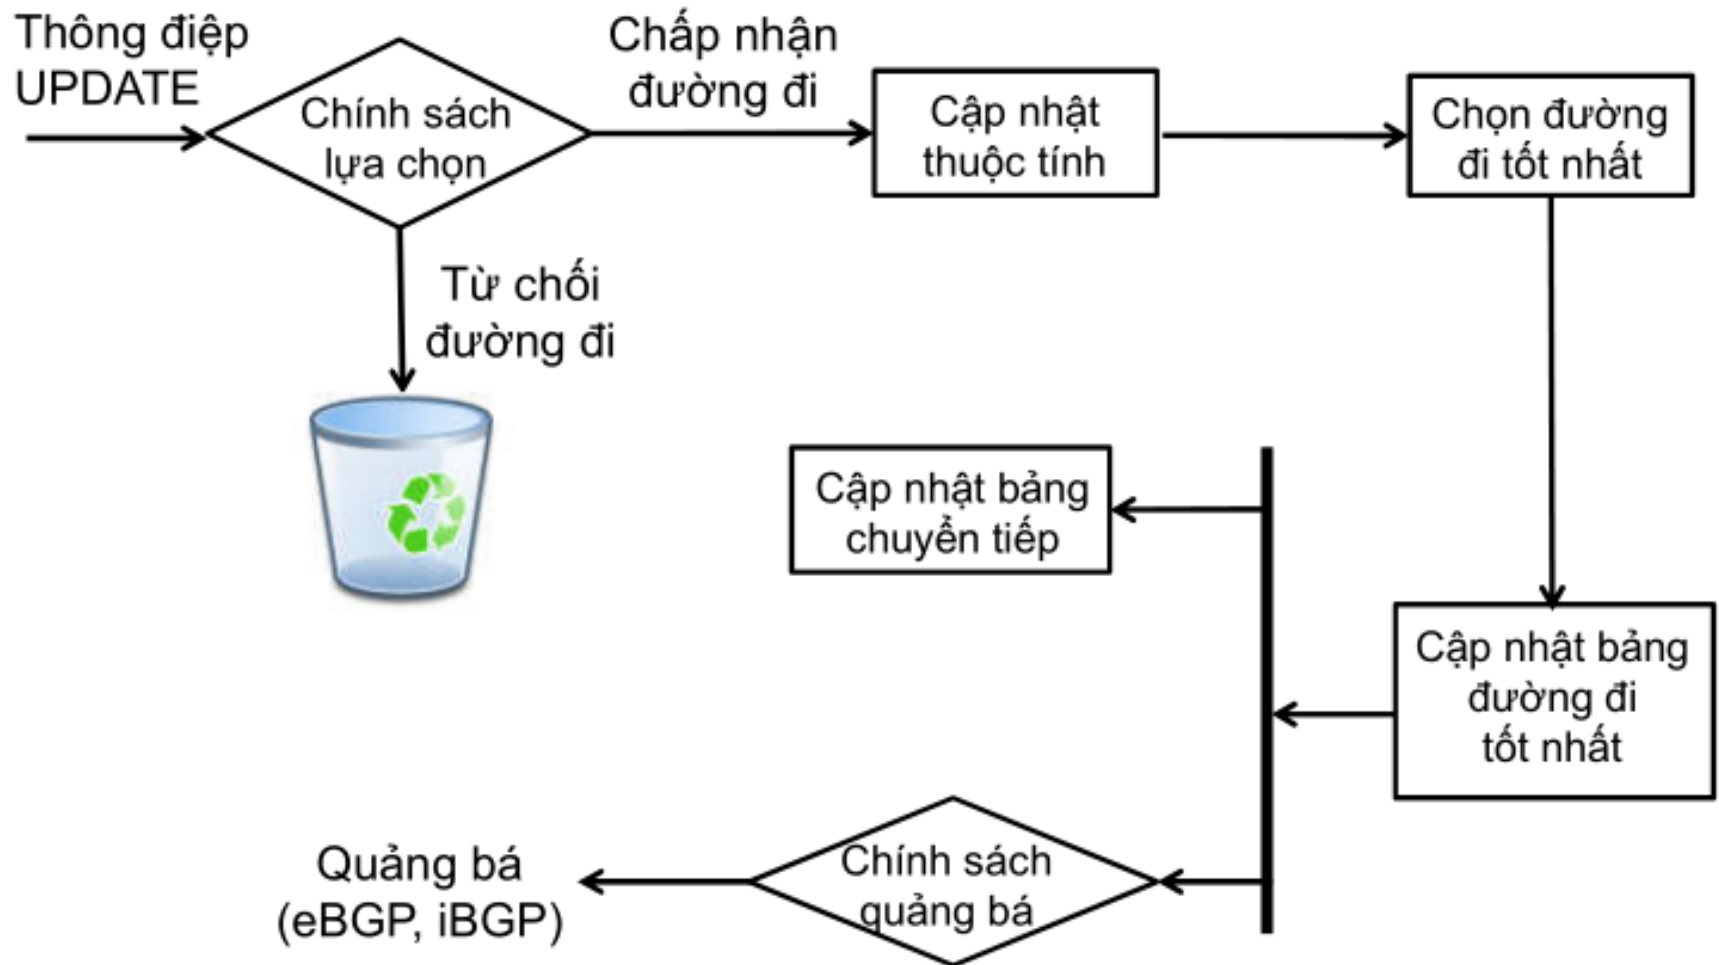 Thông điệp
UPDATE
Chính sách
lựa chọn
Chấp nhận
đường đi
Cập nhật
thuộc tính
Chọn đường
đi tốt nhất
Từ chối
đường đi
Cập nhật bảng
chuyển tiếp
Cập nhật bảng
đường đi
tốt nhất
Chính sách
quảng bá
Quảng bá
(eBGP, iBGP)